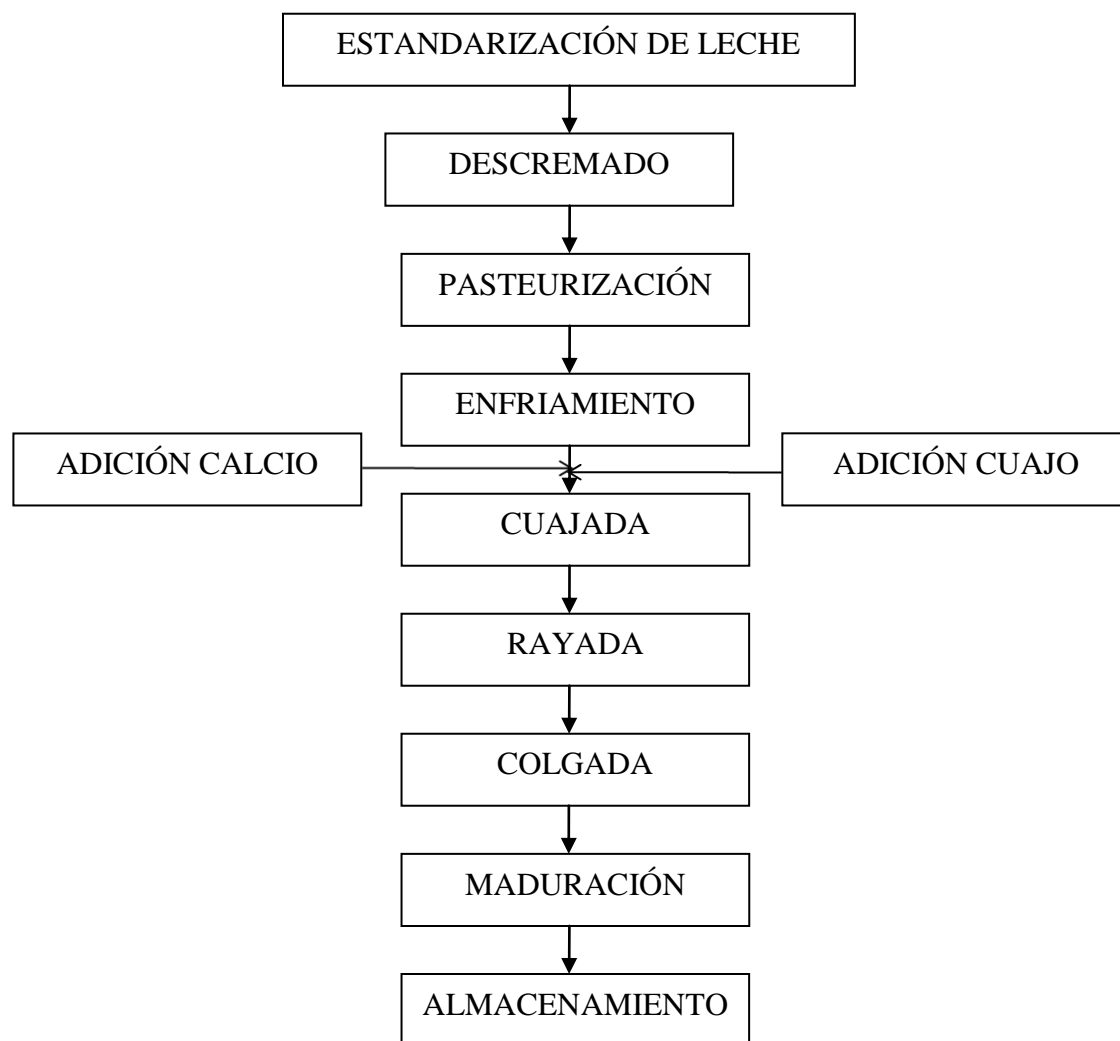 ESTANDARIZACIÓN DE LECHE
DESCREMADO
PASTEURIZACIÓN
ENFRIAMIENTO
ADICIÓN CALCIO
ADICIÓN CUAJO
CUAJADA
RAYADA
COLGADA
MADURACIÓN
ALMACENAMIENTO